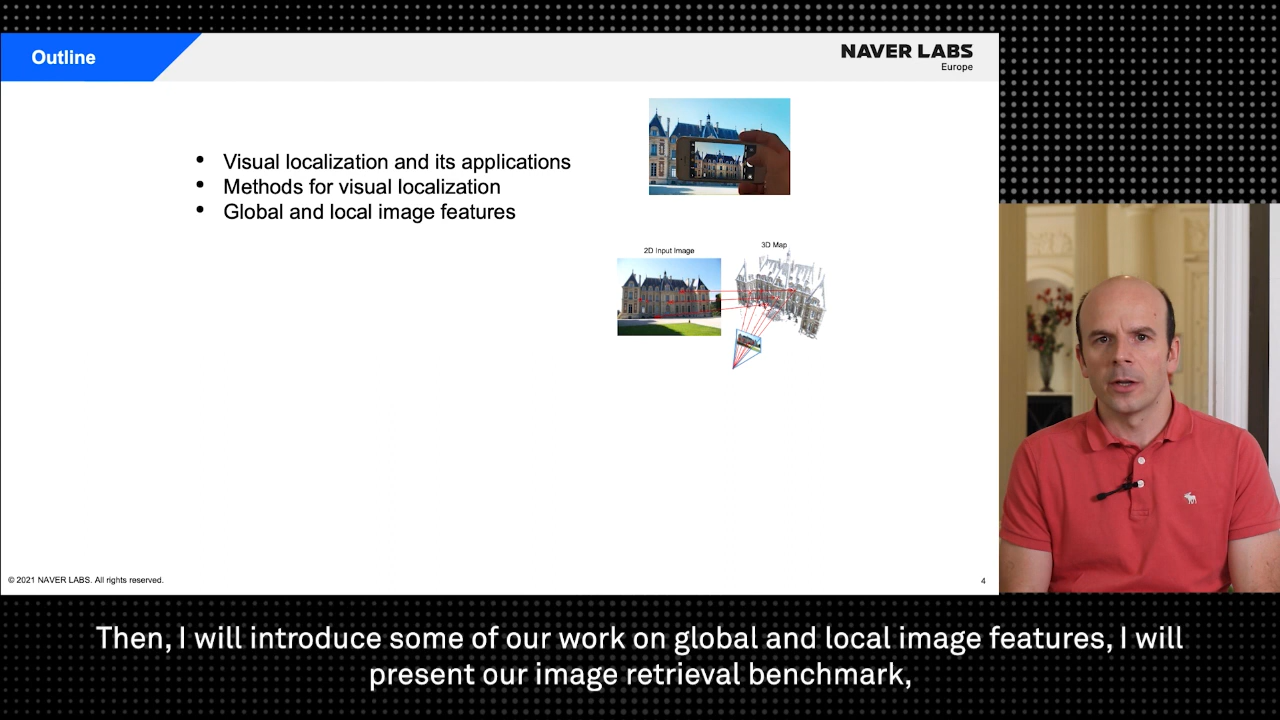 Outline
NAVER LABS
Europe
• Visual localization and its applications
• Methods for visual localization
• Global and local image features
2D Input Image
3D Map
© 2021 NAVER LABS. All rights reserved.
4
Then, I will introduce some of our work on global and local image features, I will
present our image retrieval benchmark,